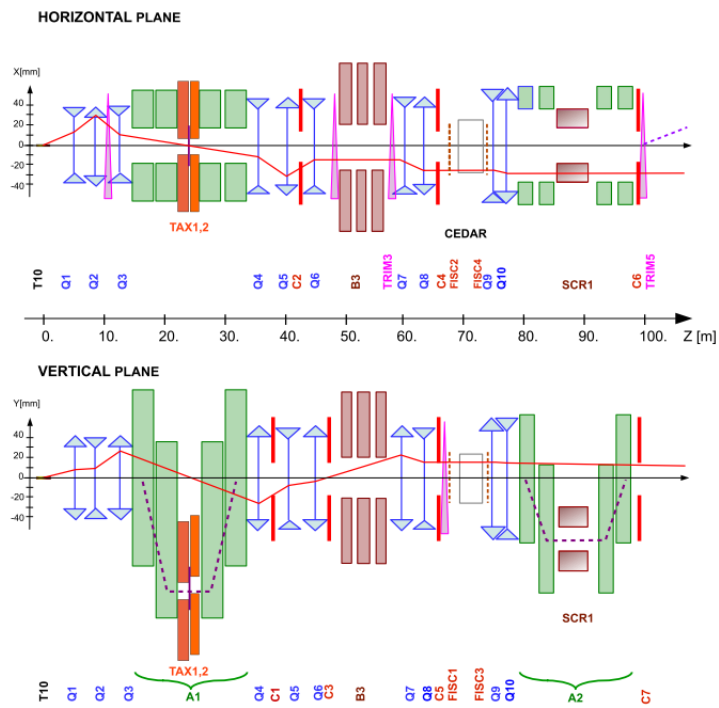 HORIZONTAL PLANE
X[mm]
40
20
0
-20
-40
TAX1,2
CEDAR
T10
Q1
Q2
Q3
Q4
Q5
C2
Q6
B3
TRIM3
Q7
Q8
C4
FISC2
FISC4
Q9
Q10
SCR1
C6
TRIM5
0. 10. 20. 30. 40. 50. 60. 70. 80. 90. 100. Z [m]
VERTICAL PLANE
Y[mm]
40
20
0
-20
-40
SCR1
TAX1,2
T10
Q1
Q2
Q3
A1
Q4
C1
Q5
Q6
C3
B3
Q7
Q8
C5
FISC1
FISC3
Q9
Q10
A2
C7